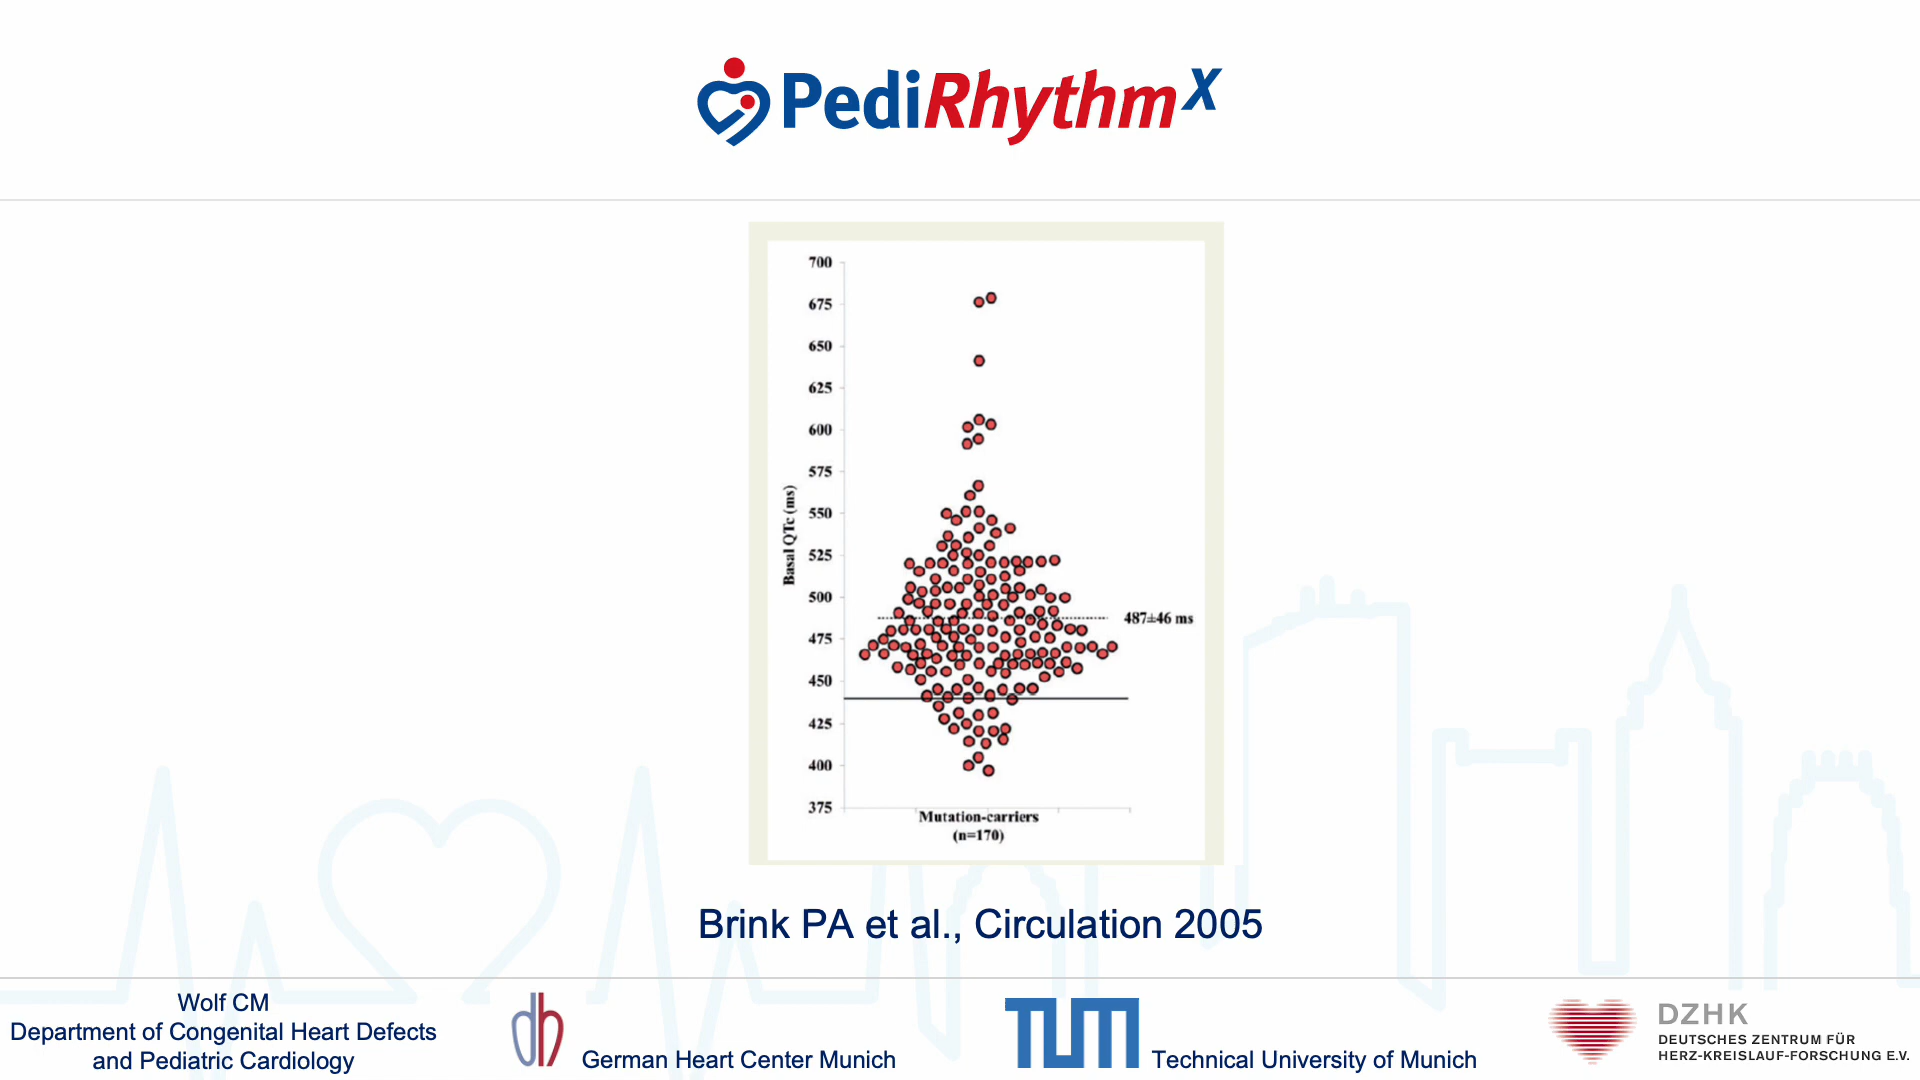 PediRhythmX
700
675
650
625
600
575
550
525
500
475
450
425
400
375
Basal QTc (ms)
487±46 ms
Mutation-carriers
(n=170)
Brink PA et al., Circulation 2005
Wolf CM
Department of Congenital Heart Defects
and Pediatric Cardiology
dh
German Heart Center Munich
TUM
Technical University of Munich
DZHK
DEUTSCHES ZENTRUM FÜR
HERZ-KREISLAUF-FORSCHUNG E.V.